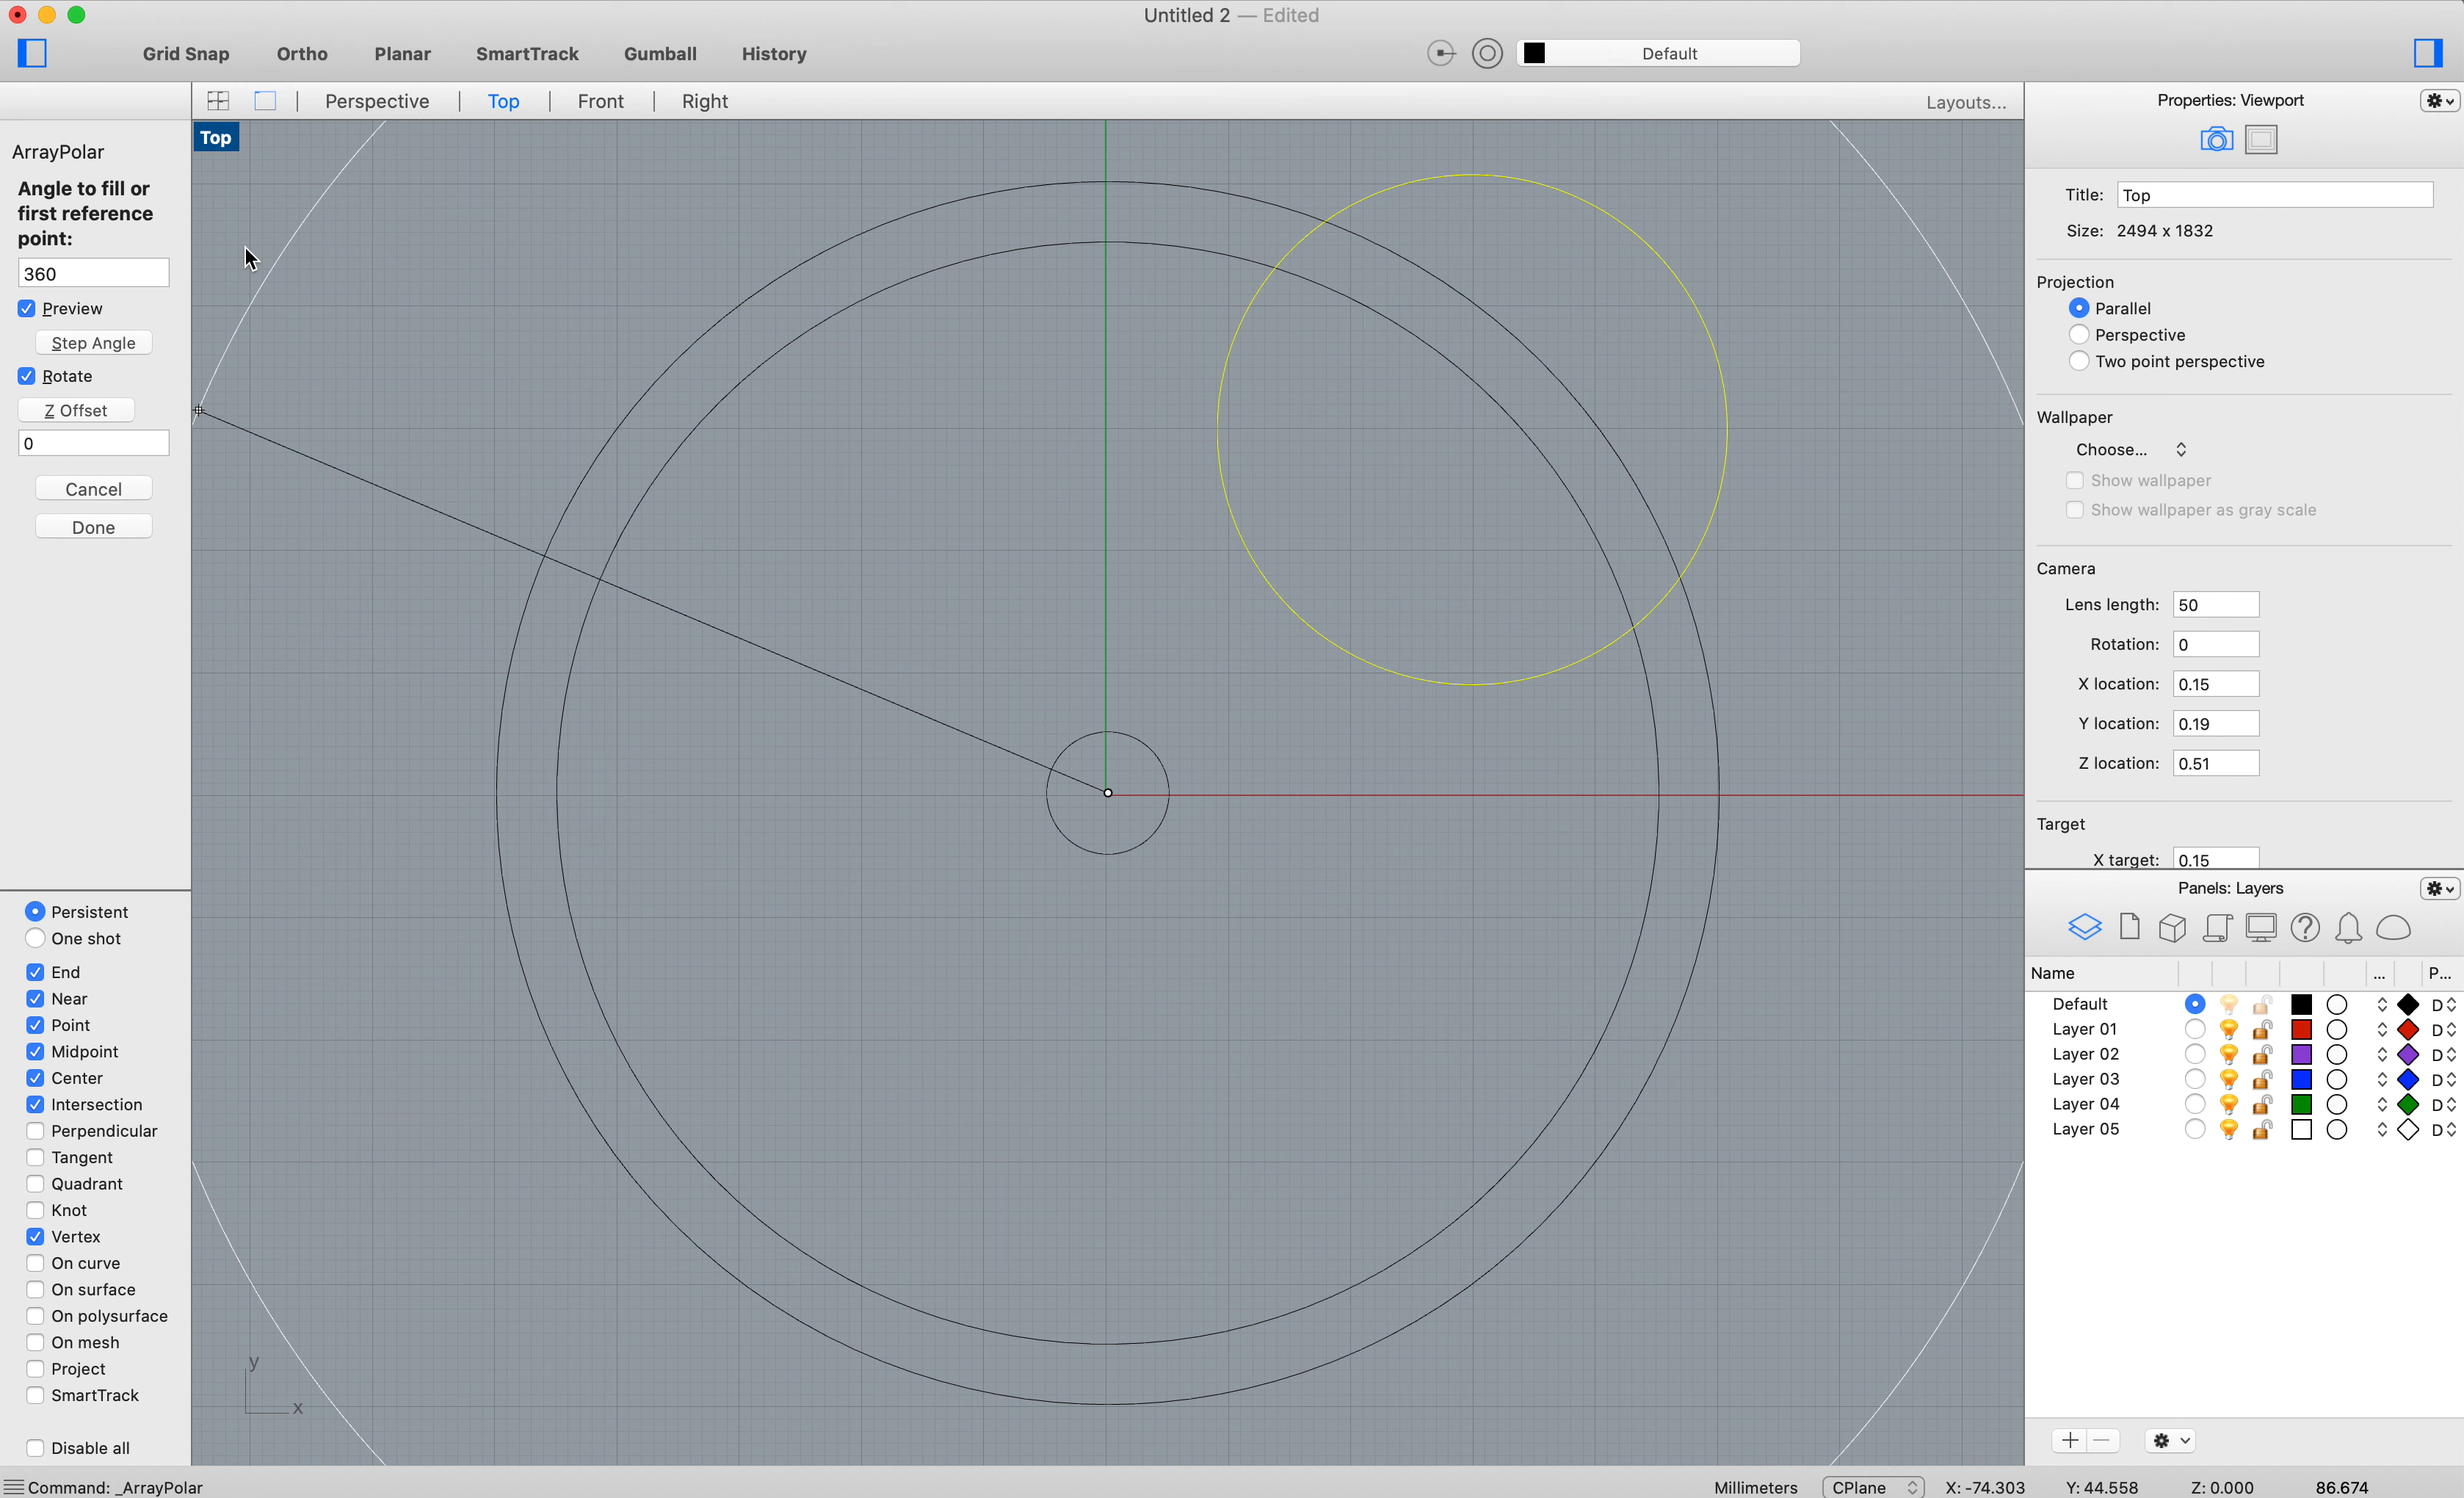 Untitled 2 — Edited
Grid Snap Ortho Planar SmartTrack Gumball History Default
Perspective Top Front Right Layouts...
Top
ArrayPolar
Angle to fill or
first reference
point:
360
Preview
Step Angle
Rotate
Z Offset
0
Cancel
Done
Persistent
One shot
End
Near
Point
Midpoint
Center
Intersection
Perpendicular
Tangent
Quadrant
Knot
Vertex
On curve
On surface
On polysurface
On mesh
Project
SmartTrack
Disable all
y
x
Properties: Viewport
Title: Top
Size: 2494 x 1832
Projection
Parallel
Perspective
Two point perspective
Wallpaper
Choose...
Show wallpaper
Show wallpaper as gray scale
Camera
Lens length: 50
Rotation: 0
X location: 0.15
Y location: 0.19
Z location: 0.51
Target
X target: 0.15
Panels: Layers
Name ... P...
Default D
Layer 01 D
Layer 02 D
Layer 03 D
Layer 04 D
Layer 05 D
Command: _ArrayPolar Millimeters CPlane X: -74.303 Y: 44.558 Z: 0.000 86.674